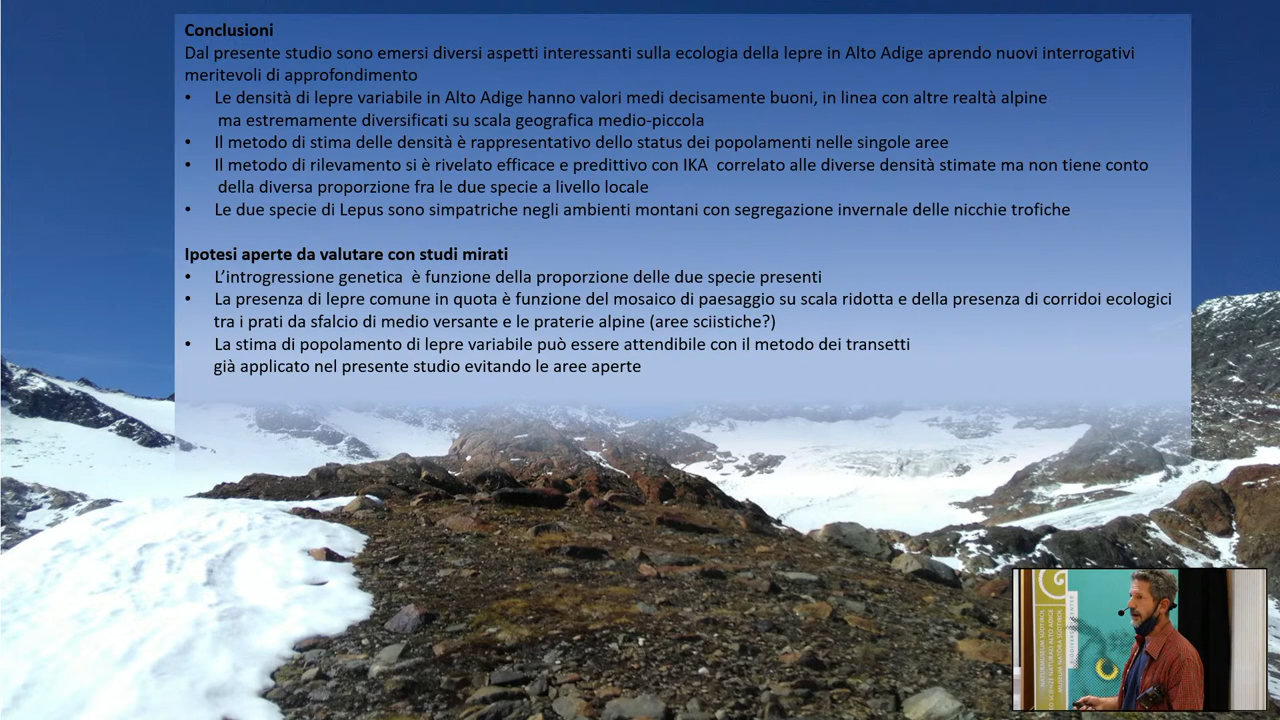 Conclusioni
Dal presente studio sono emersi diversi aspetti interessanti sulla ecologia della lepre in Alto Adige aprendo nuovi interrogativi
meritevoli di approfondimento
• Le densità di lepre variabile in Alto Adige hanno valori medi decisamente buoni, in linea con altre realtà alpine
ma estremamente diversificati su scala geografica medio-piccola
• Il metodo di stima delle densità è rappresentativo dello status dei popolamenti nelle singole aree
• Il metodo di rilevamento si è rivelato efficace e predittivo con IKA correlato alle diverse densità stimate ma non tiene conto
della diversa proporzione fra le due specie a livello locale
• Le due specie di Lepus sono simpatriche negli ambienti montani con segregazione invernale delle nicchie trofiche
Ipotesi aperte da valutare con studi mirati
• L'introgressione genetica è funzione della proporzione delle due specie presenti
• La presenza di lepre comune in quota è funzione del mosaico di paesaggio su scala ridotta e della presenza di corridoi ecologici
tra i prati da sfalcio di medio versante e le praterie alpine (aree sciistiche?)
• La stima di popolamento di lepre variabile può essere attendibile con il metodo dei transetti
già applicato nel presente studio evitando le aree aperte
NATURMUSEUM SÜDTIROL
SCIENZE NATURALI ALTO ADIGE
MUSEUM NATÖRA SÜDTIROL